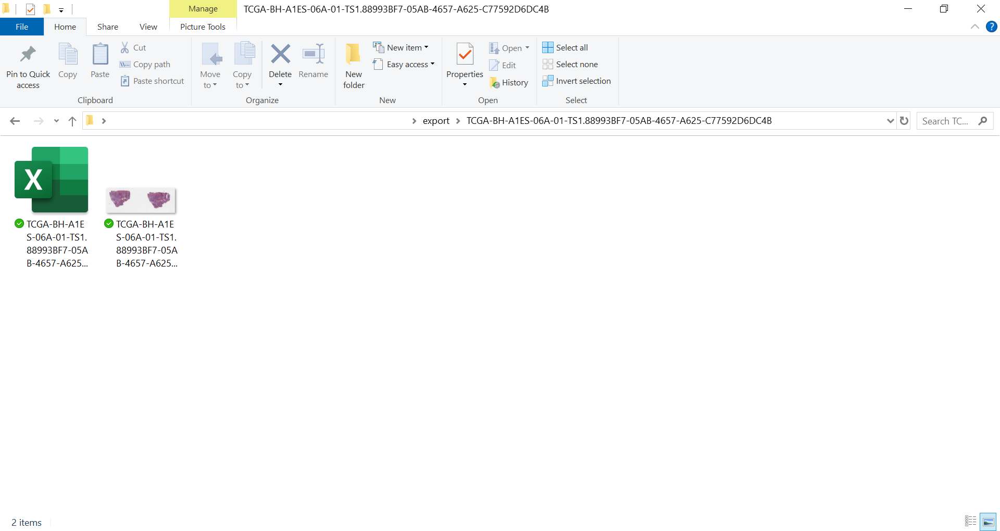 Manage
TCGA-BH-A1ES-06A-01-TS1.88993BF7-05AB-4657-A625-C77592D6DC4B
File
Home
Share
View
Picture Tools
?
Pin to Quick
access
Copy
Paste
Cut
Copy path
Paste shortcut
Clipboard
Move
to
Copy
to
Delete
Rename
Organize
New
folder
New item
Easy access
New
Properties
Open
Edit
History
Open
Select all
Select none
Invert selection
Select
export
TCGA-BH-A1ES-06A-01-TS1.88993BF7-05AB-4657-A625-C77592D6DC4B
Search TC...
X
TCGA-BH-A1E
S-06A-01-TS1.
88993BF7-05A
B-4657-A625...
TCGA-BH-A1E
S-06A-01-TS1.
88993BF7-05A
B-4657-A625...
2 items